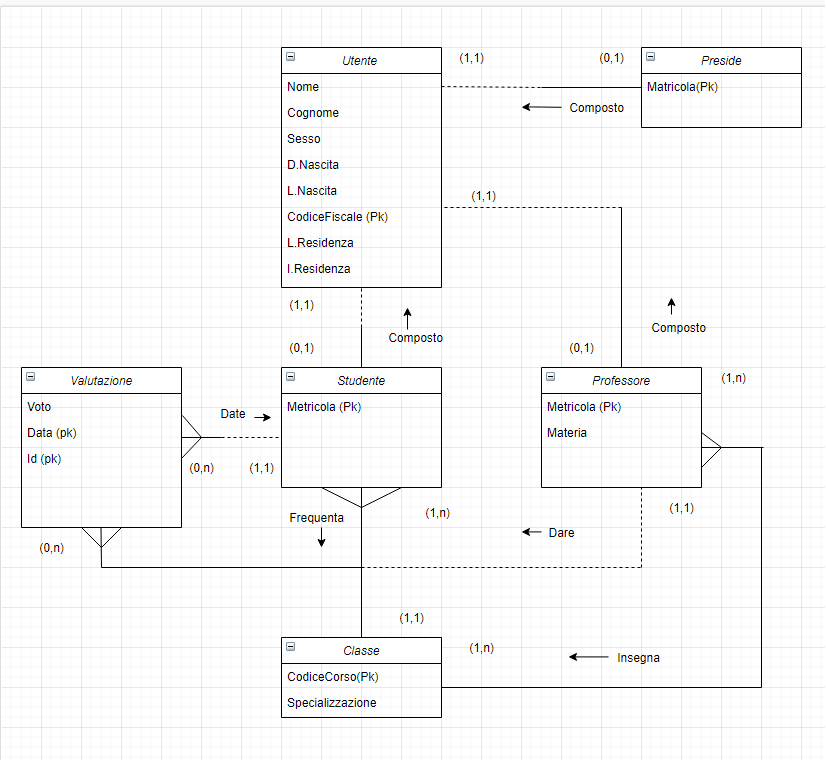 Utente
Nome
Cognome
Sesso
D.Nascita
L.Nascita
CodiceFiscale (Pk)
L.Residenza
I.Residenza
(1,1)
(0,1)
Preside
Matricola(Pk)
Composto
(1,1)
(1,1)
Composto
(0,1)
Composto
(0,1)
Valutazione
Voto
Data (pk)
Id (pk)
Date
(0,n)
(1,1)
Studente
Metricola (Pk)
Professore
Metricola (Pk)
Materia
(1,n)
(1,1)
(0,n)
Frequenta
(1,n)
Dare
(1,1)
(1,n)
Insegna
Classe
CodiceCorso(Pk)
Specializzazione